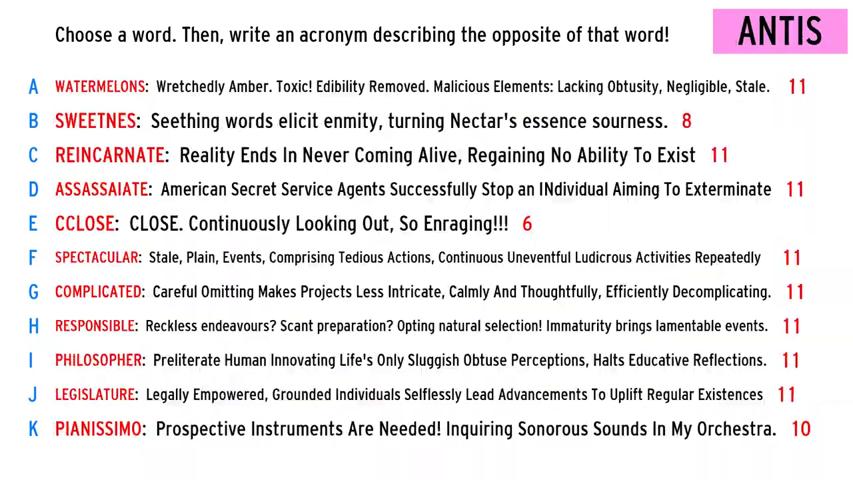 Choose a word. Then, write an acronym describing the opposite of that word!
ANTIS
A WATERMELONS: Wretchedly Amber. Toxic! Edibility Removed. Malicious Elements: Lacking Obtusity, Negligible, Stale. 11
B SWEETNES: Seething words elicit enmity, turning Nectar's essence sourness. 8
C REINCARNATE: Reality Ends In Never Coming Alive, Regaining No Ability To Exist 11
D ASSASSAIATE: American Secret Service Agents Successfully Stop an INdividual Aiming To Exterminate 11
E CCLOSE: CLOSE. Continuously Looking Out, So Enraging!!! 6
F SPECTACULAR: Stale, Plain, Events, Comprising Tedious Actions, Continuous Uneventful Ludicrous Activities Repeatedly 11
G COMPLICATED: Careful Omitting Makes Projects Less Intricate, Calmly And Thoughtfully, Efficiently Decomplicating. 11
H RESPONSIBLE: Reckless endeavours? Scant preparation? Opting natural selection! Immaturity brings lamentable events. 11
I PHILOSOPHER: Preliterate Human Innovating Life's Only Sluggish Obtuse Perceptions, Halts Educative Reflections. 11
J LEGISLATURE: Legally Empowered, Grounded Individuals Selflessly Lead Advancements To Uplift Regular Existences 11
K PIANISSIMO: Prospective Instruments Are Needed! Inquiring Sonorous Sounds In My Orchestra. 10